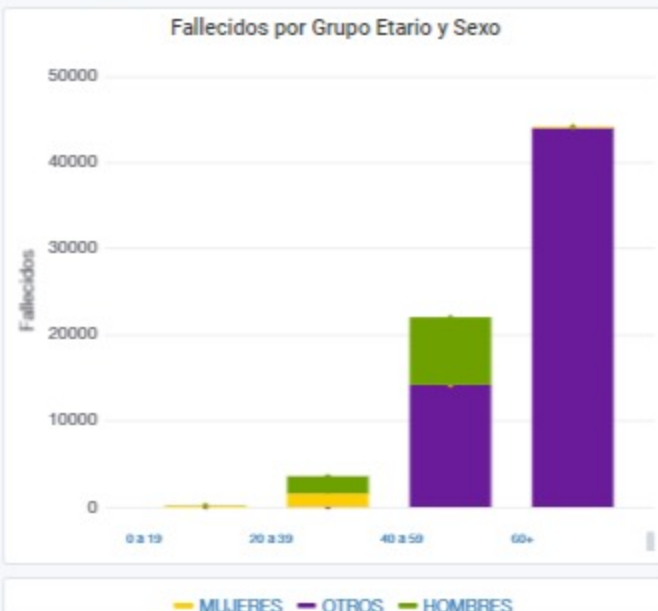 Fallecidos por Grupo Etario y Sexo
50000
40000
30000
20000
10000
0
Fallecidos
0 a 19 20 a 39 40 a 59 60+
MUJERES OTROS HOMBRES